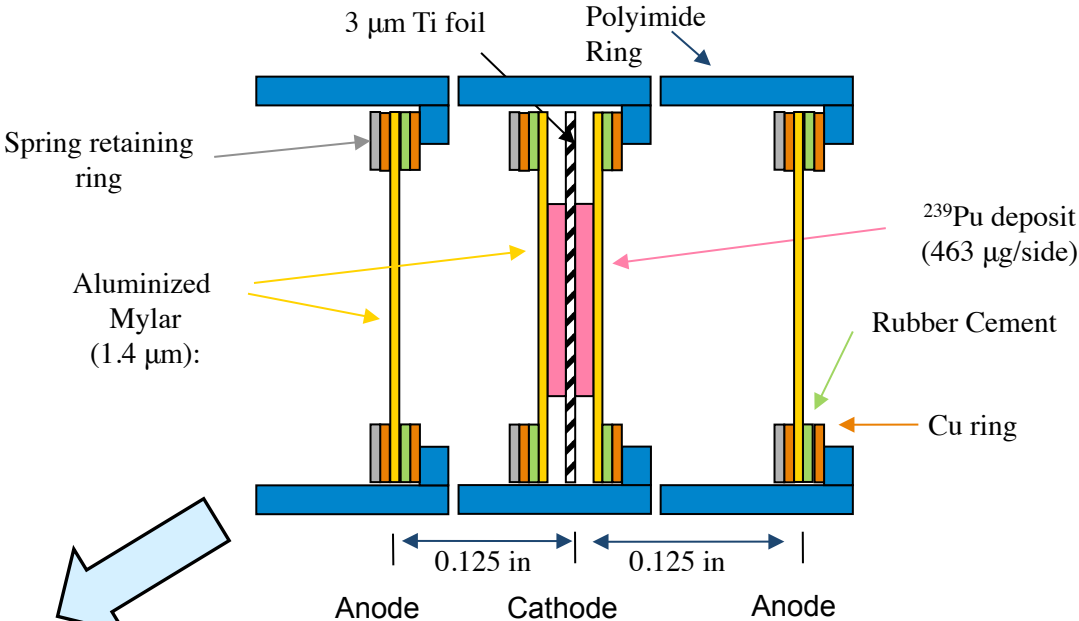 3 μm Ti foil
Polyimide
Ring
Spring retaining
ring
²³⁹Pu deposit
(463 μg/side)
Aluminized
Mylar
(1.4 μm):
Rubber Cement
Cu ring
0.125 in
0.125 in
Anode
Cathode
Anode